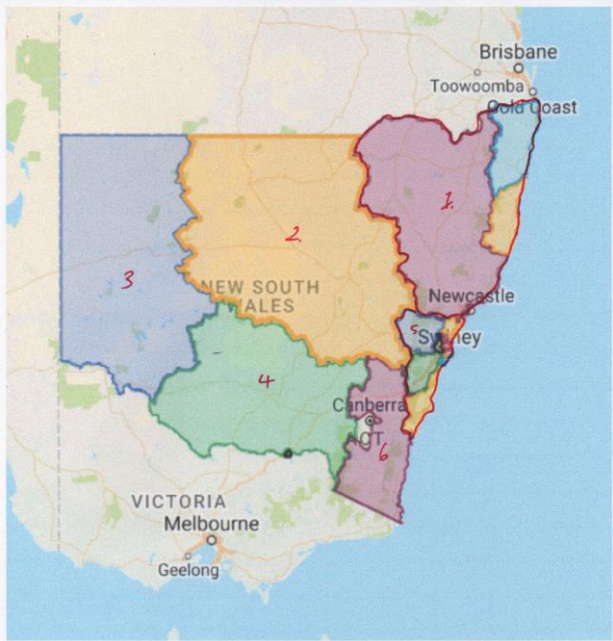 Brisbane
Toowoomba
Gold Coast
1.
2.
NEW SOUTH
WALES
3
Newcastle
5
Sydney
4
Canberra
ACT
6
VICTORIA
Melbourne
Geelong